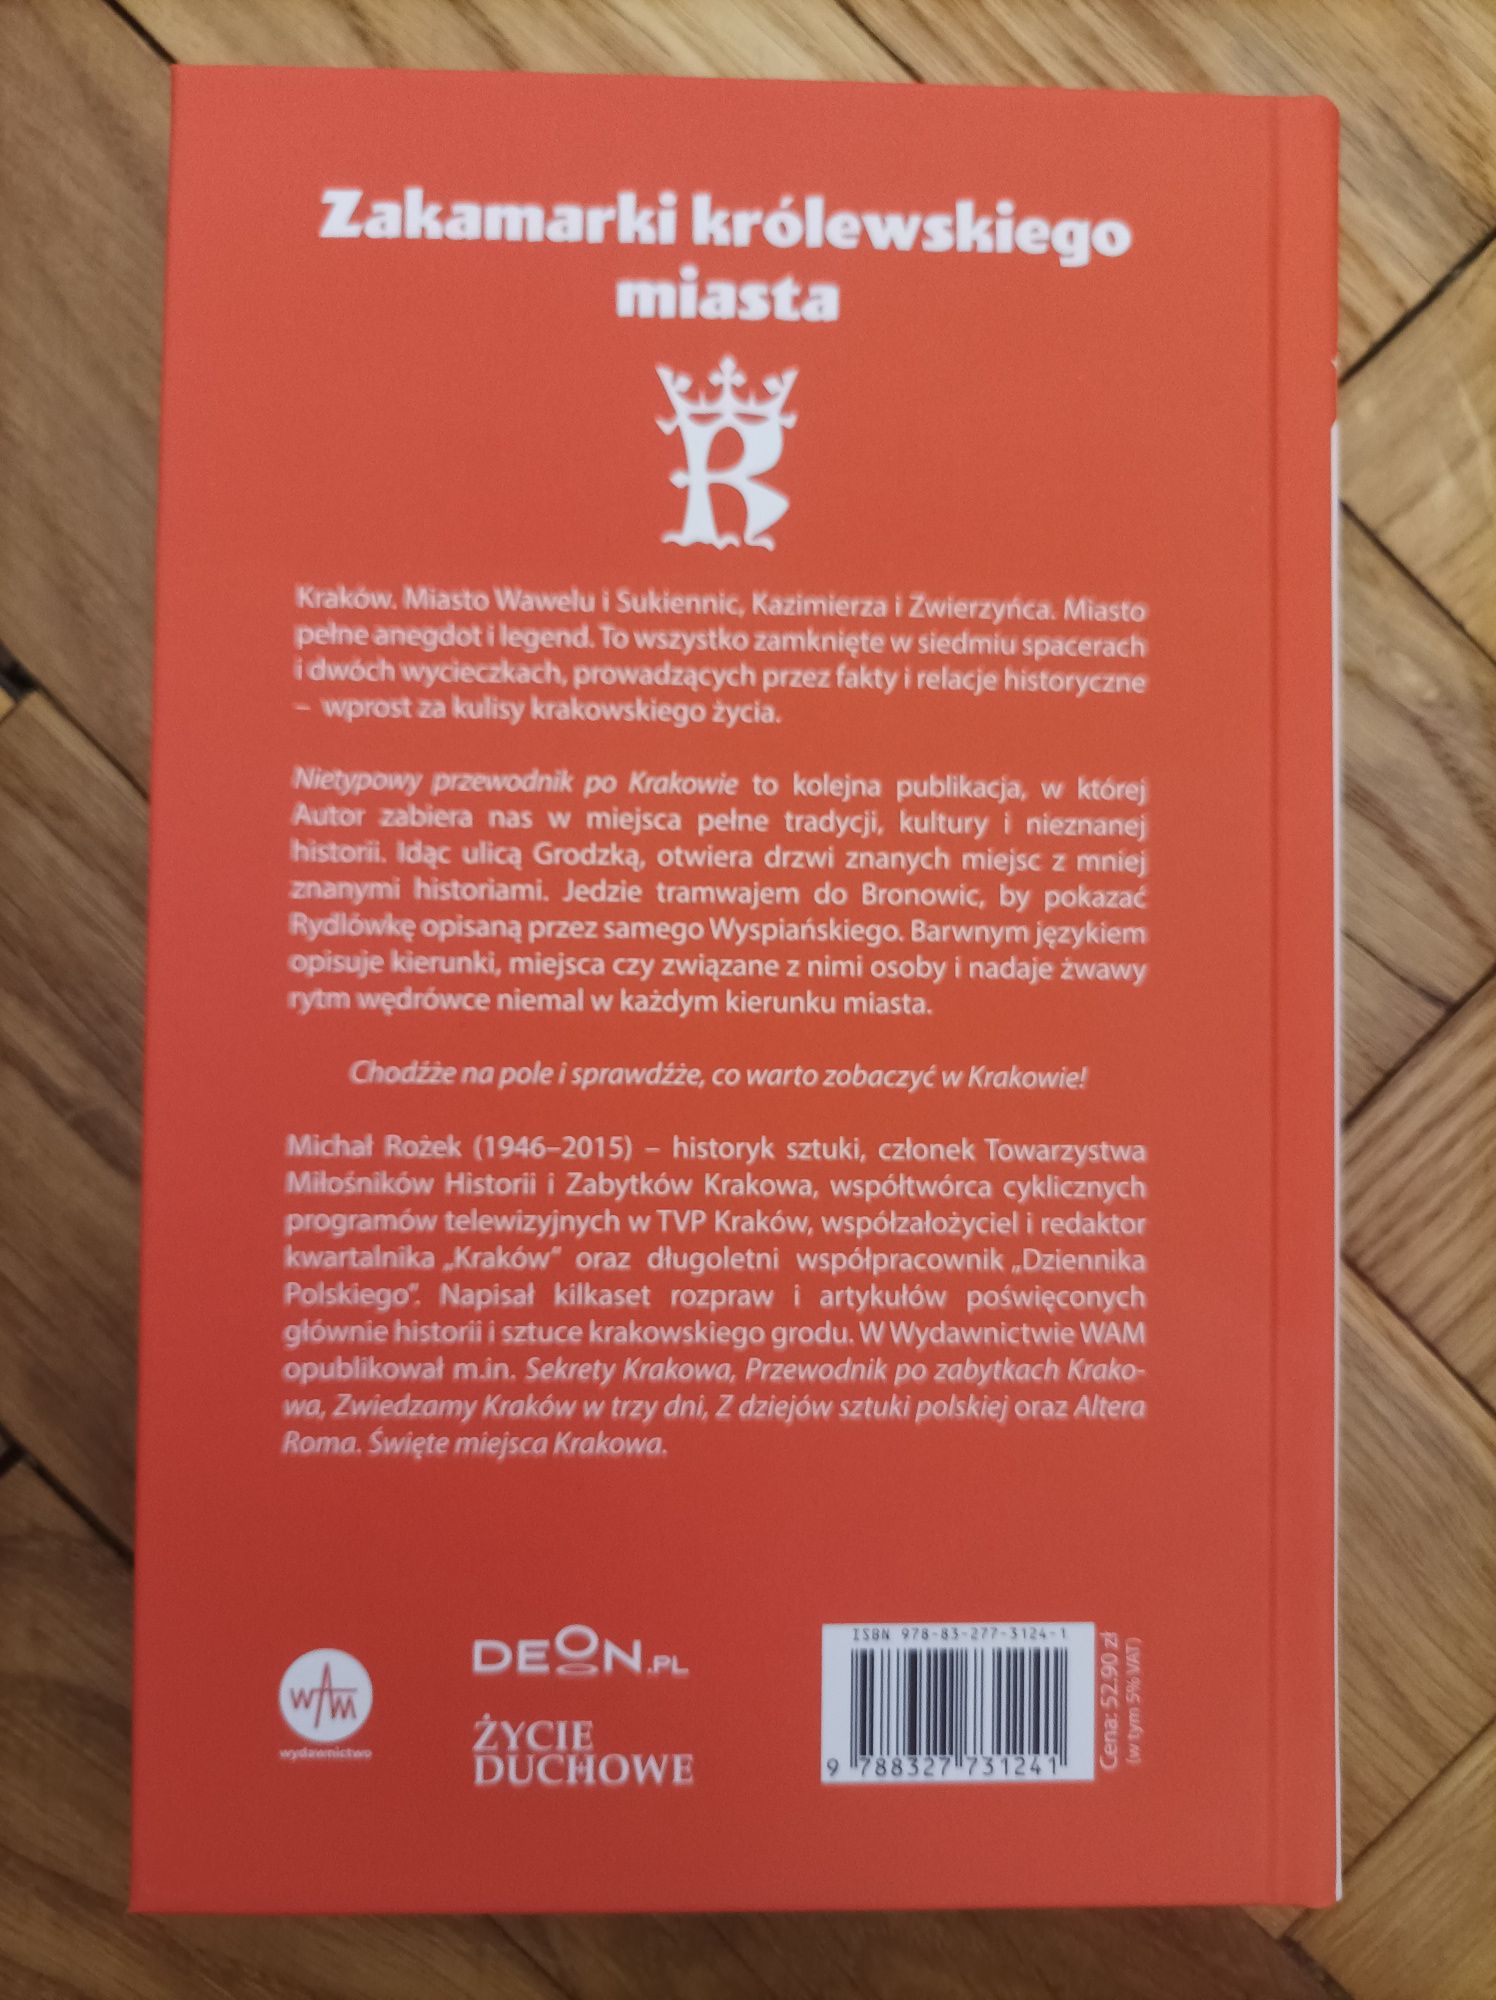 Zakamarki królewskiego
miasta
Kraków. Miasto Wawelu i Sukiennic, Kazimierza i Zwierzyńca. Miasto
pełne anegdot i legend. To wszystko zamknięte w siedmiu spacerach
i dwóch wycieczkach, prowadzących przez fakty i relacje historyczne
– wprost za kulisy krakowskiego życia.
Nietypowy przewodnik po Krakowie to kolejna publikacja, w której
Autor zabiera nas w miejsca pełne tradycji, kultury i nieznanej
historii. Idąc ulicą Grodzką, otwiera drzwi znanych miejsc z mniej
znanymi historiami. Jedzie tramwajem do Bronowic, by pokazać
Rydlówkę opisaną przez samego Wyspiańskiego. Barwnym językiem
opisuje kierunki, miejsca czy związane z nimi osoby i nadaje żwawy
rytm wędrówce niemal w każdym kierunku miasta.
Chodźże na pole i sprawdźże, co warto zobaczyć w Krakowie!
Michał Rożek (1946–2015) – historyk sztuki, członek Towarzystwa
Miłośników Historii i Zabytków Krakowa, współtwórca cyklicznych
programów telewizyjnych w TVP Kraków, współzałożyciel i redaktor
kwartalnika „Kraków” oraz długoletni współpracownik „Dziennika
Polskiego”. Napisał kilkaset rozpraw i artykułów poświęconych
głównie historii i sztuce krakowskiego grodu. W Wydawnictwie WAM
opublikował m.in. Sekrety Krakowa, Przewodnik po zabytkach Krako-
wa, Zwiedzamy Kraków w trzy dni, Z dziejów sztuki polskiej oraz Altera
Roma. Święte miejsca Krakowa.
WAM
wydawnictwo
DEON.PL
ŻYCIE
DUCHOWE
ISBN 978-83-277-3124-1
9 788327 731241
Cena: 52.90 zł
(w tym 5% VAT)